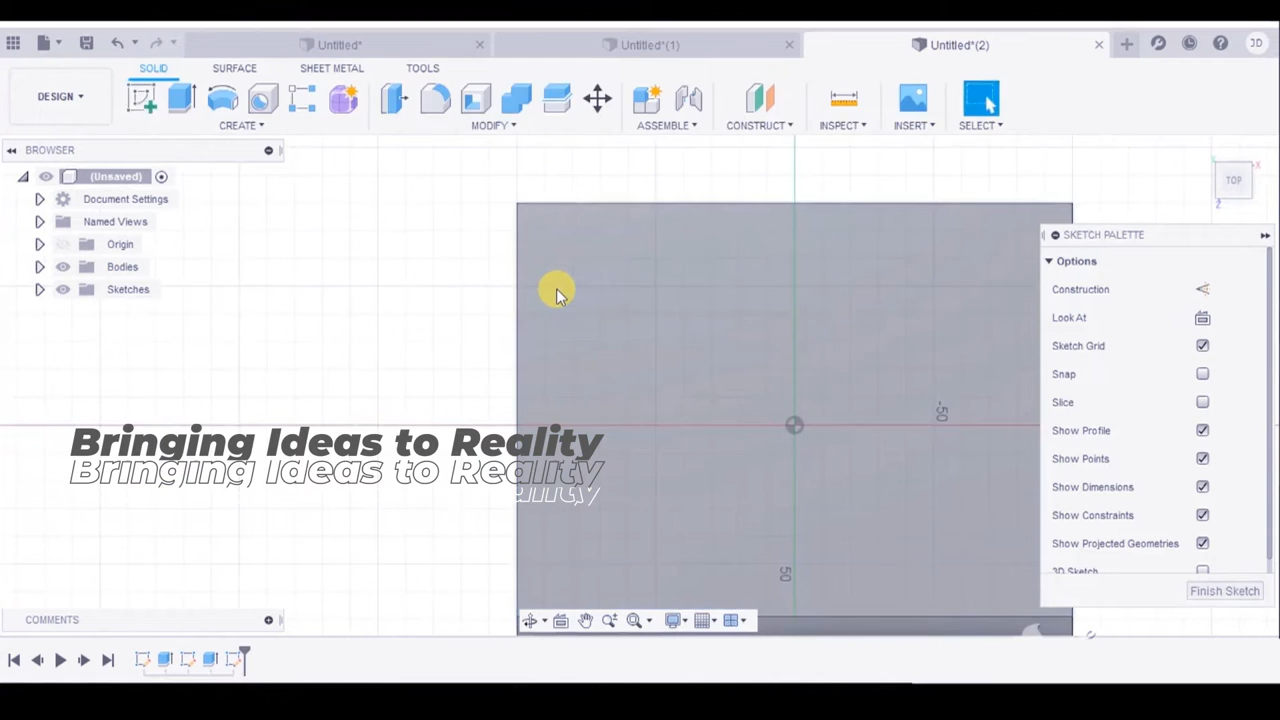 Untitled*
Untitled*(1)
Untitled*(2)
JD
DESIGN
SOLID
SURFACE
SHEET METAL
TOOLS
CREATE
MODIFY
ASSEMBLE
CONSTRUCT
INSPECT
INSERT
SELECT
BROWSER
(Unsaved)
Document Settings
Named Views
Origin
Bodies
Sketches
TOP
X
Z
-50
50
SKETCH PALETTE
Options
Construction
Look At
Sketch Grid
Snap
Slice
Show Profile
Show Points
Show Dimensions
Show Constraints
Show Projected Geometries
3D Sketch
Finish Sketch
Bringing Ideas to Reality
Bringing Ideas to Reality
COMMENTS